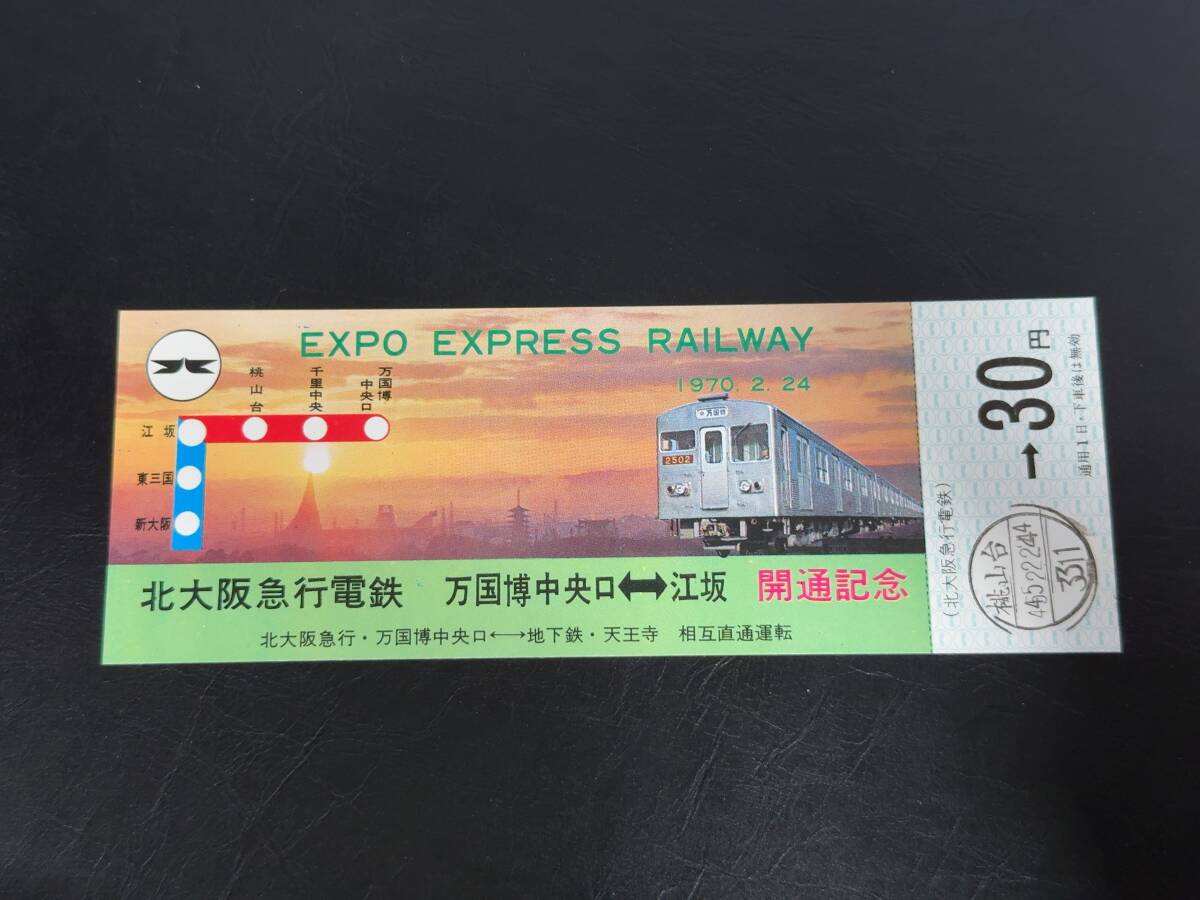 EXPO EXPRESS RAILWAY
1970. 2. 24
桃山台
千里中央
万国博中央口
江坂
東三国
新大阪
万国博
2502
北大阪急行電鉄 万国博中央口⟷江坂 開通記念
北大阪急行・万国博中央口⟷地下鉄・天王寺 相互直通運転
→30円
通用1日・下車後は無効
(北大阪急行電鉄)
桃山台
3311